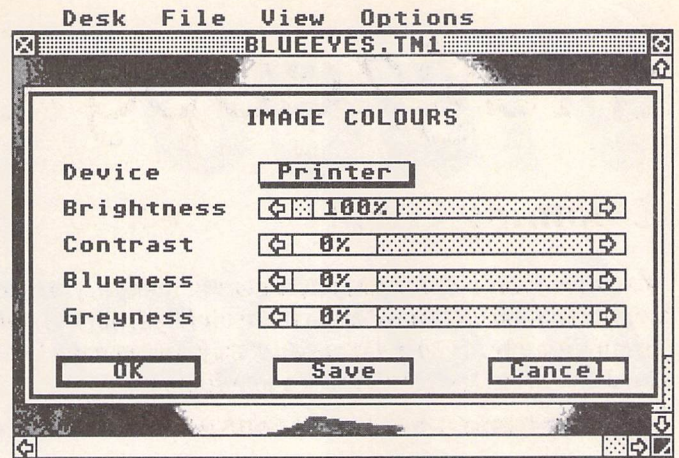 Desk File View Options
BLUEEYES.TN1
IMAGE COLOURS
Device Printer
Brightness 100%
Contrast 0%
Blueness 0%
Greyness 0%
OK Save Cancel